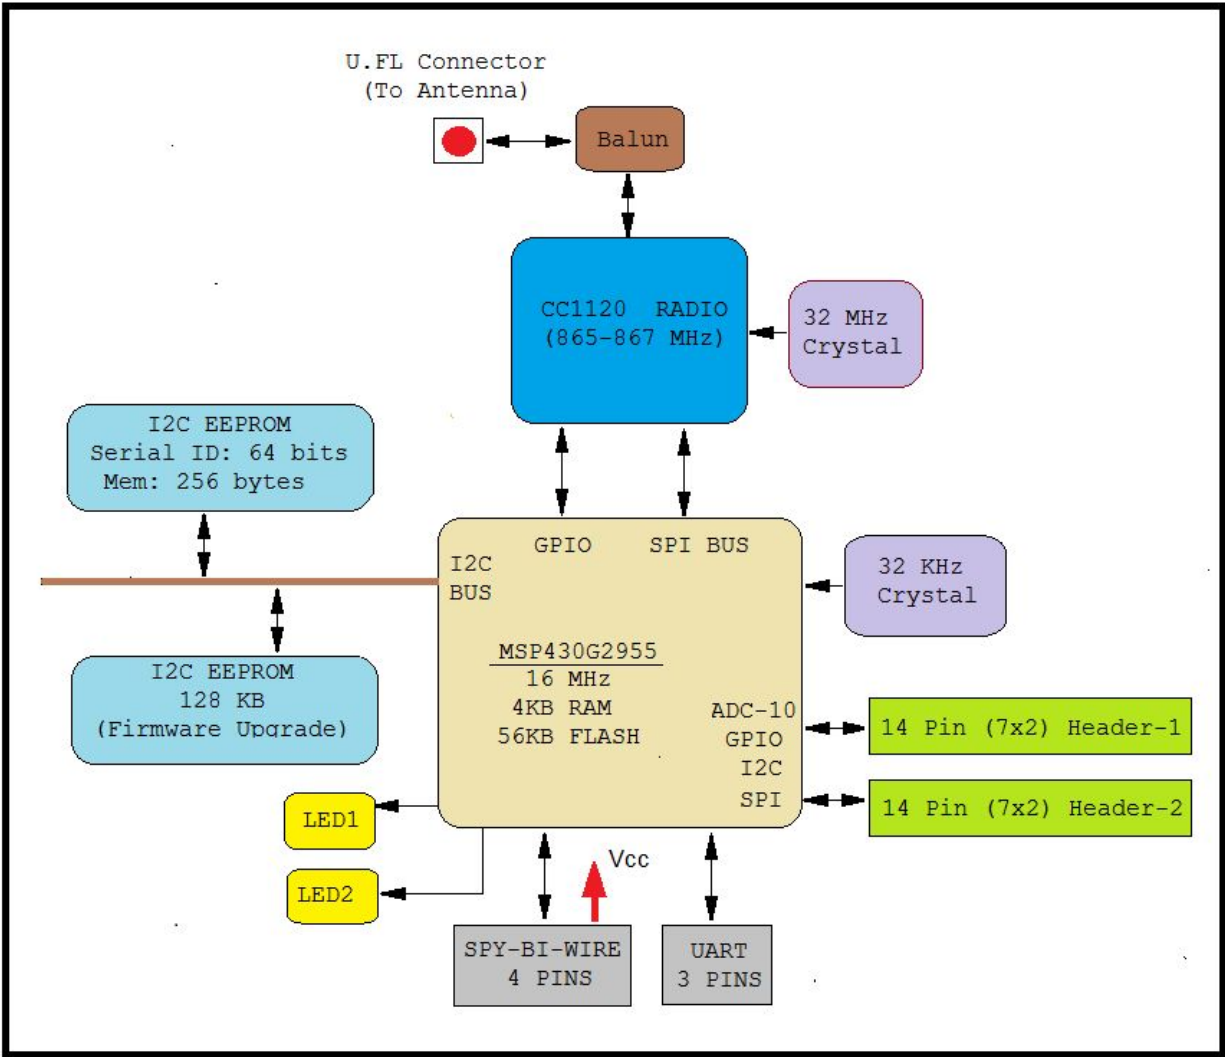 U.FL Connector
(To Antenna)
Balun
CC1120 RADIO
(865-867 MHz)
32 MHz
Crystal
I2C EEPROM
Serial ID: 64 bits
Mem: 256 bytes
GPIO
SPI BUS
I2C
BUS
32 KHz
Crystal
MSP430G2955
16 MHz
4KB RAM
56KB FLASH
I2C EEPROM
128 KB
(Firmware Upgrade)
ADC-10
GPIO
I2C
SPI
14 Pin (7x2) Header-1
14 Pin (7x2) Header-2
LED1
LED2
Vcc
SPY-BI-WIRE
4 PINS
UART
3 PINS